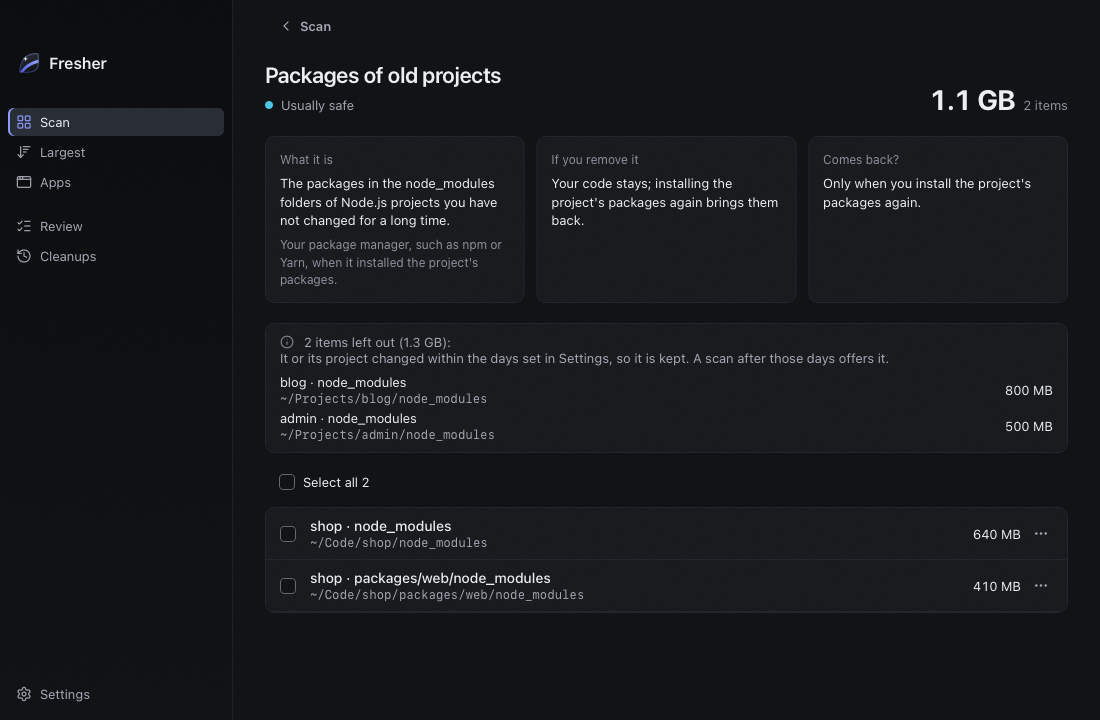 Scan
Fresher
Packages of old projects
Usually safe
1.1 GB 2 items
Scan
Largest
Apps
Review
Cleanups
What it is
The packages in the node_modules
folders of Node.js projects you have
not changed for a long time.
Your package manager, such as npm or
Yarn, when it installed the project's
packages.
If you remove it
Your code stays; installing the
project's packages again brings them
back.
Comes back?
Only when you install the project's
packages again.
2 items left out (1.3 GB):
It or its project changed within the days set in Settings, so it is kept. A scan after those days offers it.
blog · node_modules
~/Projects/blog/node_modules
800 MB
admin · node_modules
~/Projects/admin/node_modules
500 MB
Select all 2
shop · node_modules
~/Code/shop/node_modules
640 MB
shop · packages/web/node_modules
~/Code/shop/packages/web/node_modules
410 MB
Settings